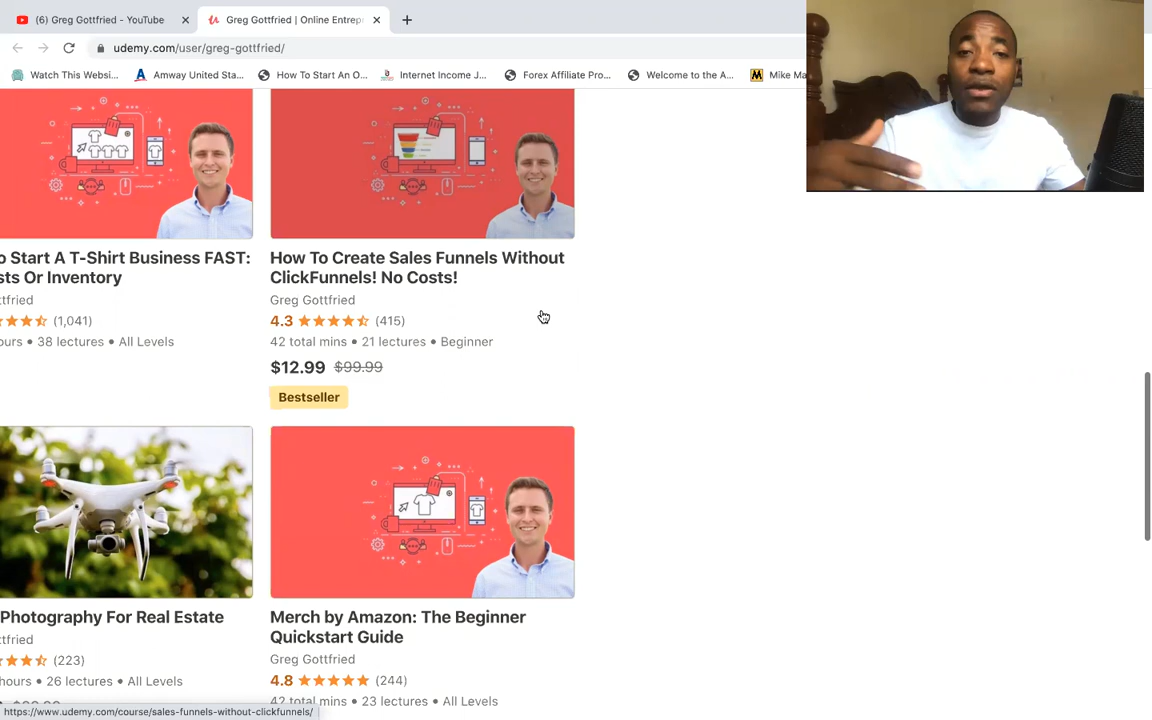 (6) Greg Gottfried - YouTube
Greg Gottfried | Online Entrep
udemy.com/user/greg-gottfried/
Watch This Websi...
Amway United Sta...
How To Start An O...
Internet Income J...
Forex Affiliate Pro...
Welcome to the A...
Mike Ma
o Start A T-Shirt Business FAST:
sts Or Inventory
ttfried
(1,041)
ours • 38 lectures • All Levels
How To Create Sales Funnels Without
ClickFunnels! No Costs!
Greg Gottfried
4.3 (415)
42 total mins • 21 lectures • Beginner
$12.99 $99.99
Bestseller
Photography For Real Estate
ttfried
(223)
hours • 26 lectures • All Levels
Merch by Amazon: The Beginner
Quickstart Guide
Greg Gottfried
4.8 (244)
42 total mins • 23 lectures • All Levels
https://www.udemy.com/course/sales-funnels-without-clickfunnels/